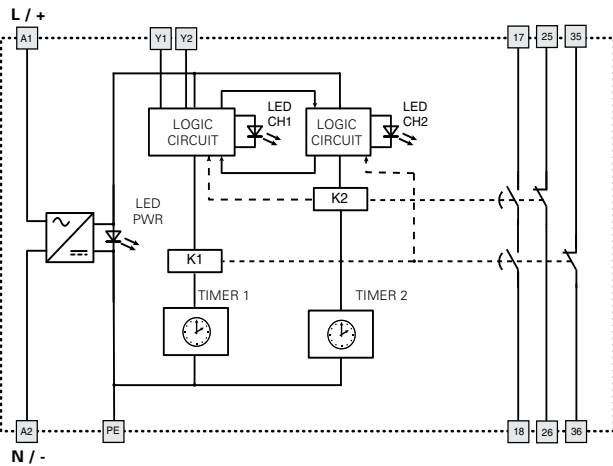 L / +
A1
Y1
Y2
17
25
35
LOGIC
CIRCUIT
LED
CH1
LOGIC
CIRCUIT
LED
CH2
K2
LED
PWR
K1
TIMER 1
TIMER 2
A2
PE
18
26
36
N / -